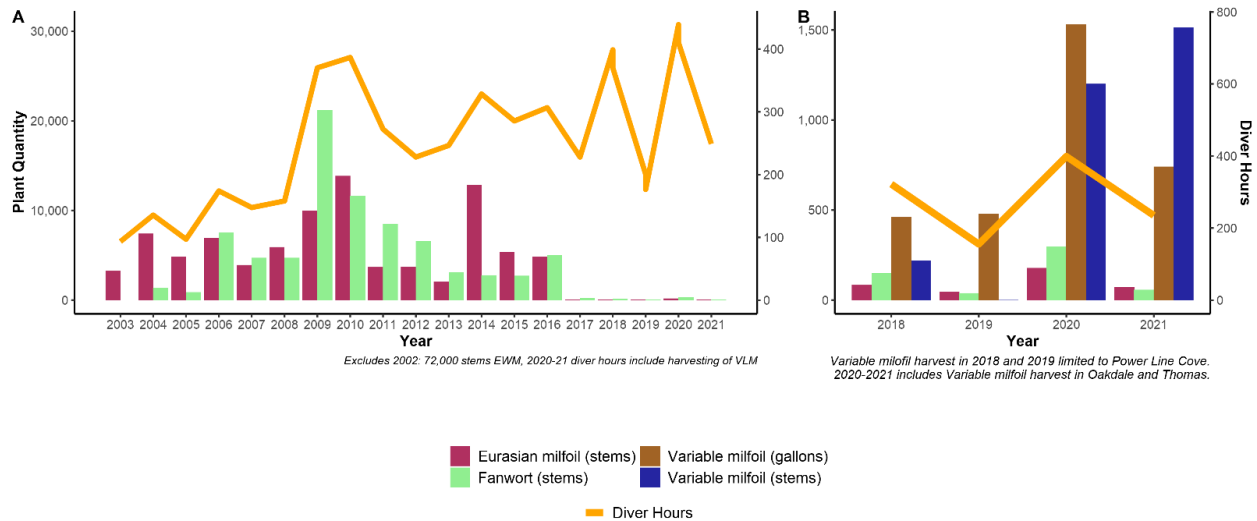 A
Plant Quantity
30,000
20,000
10,000
0
400
300
200
100
0
2003 2004 2005 2006 2007 2008 2009 2010 2011 2012 2013 2014 2015 2016 2017 2018 2019 2020 2021
Year
Excludes 2002: 72,000 stems EWM, 2020-21 diver hours include harvesting of VLM
B
1,500
1,000
500
0
800
600
400
200
0
Diver Hours
2018 2019 2020 2021
Year
Variable milofil harvest in 2018 and 2019 limited to Power Line Cove.
2020-2021 includes Variable milfoil harvest in Oakdale and Thomas.
Eurasian milfoil (stems) Variable milfoil (gallons)
Fanwort (stems) Variable milfoil (stems)
Diver Hours